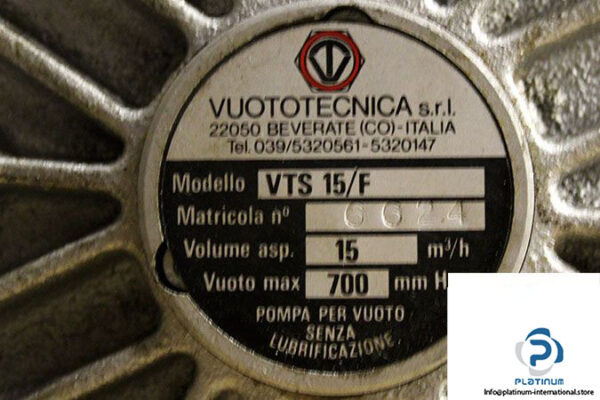 VUOTOTECNICA s.r.l.
22050 BEVERATE (CO)-ITALIA
Tel. 039/5320561-5320147
Modello VTS 15/F
Matricola nº 6624
Volume asp. 15 m³/h
Vuoto max 700 mm H
POMPA PER VUOTO
SENZA
LUBRIFICAZIONE
PLATINUM
Info@platinum-international.store